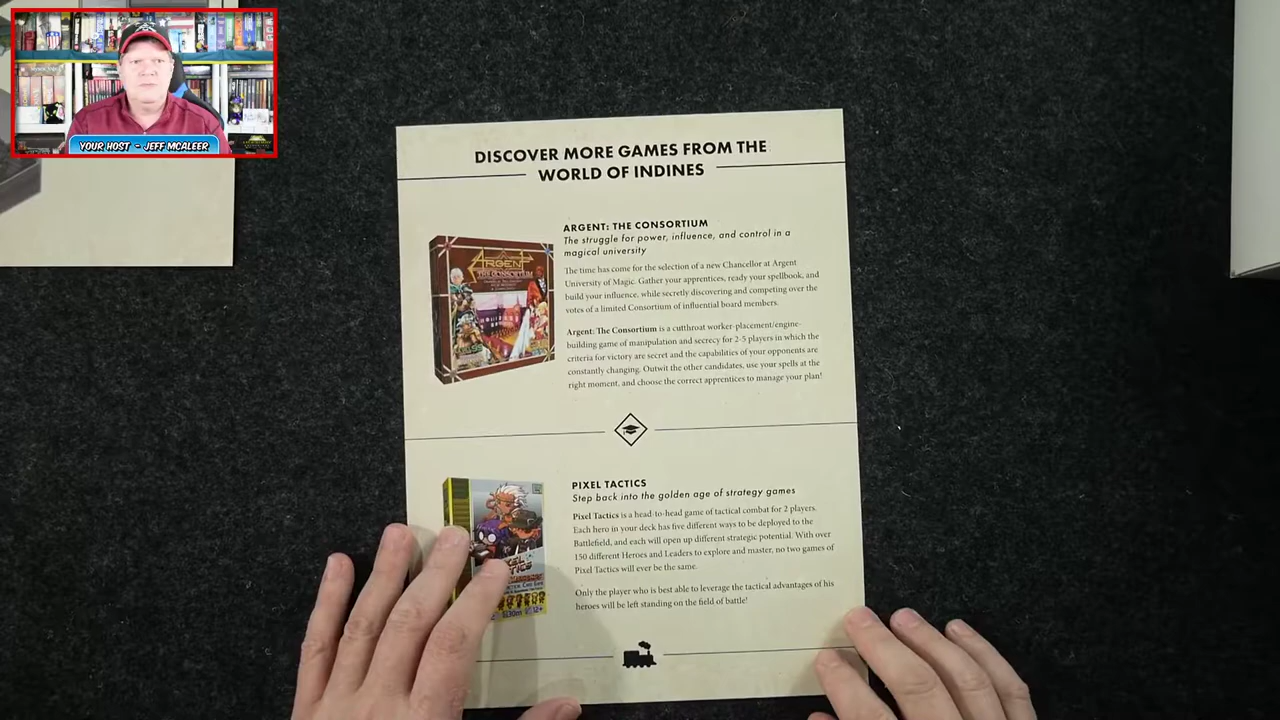 YOUR HOST - JEFF MCALEER
DISCOVER MORE GAMES FROM THE
WORLD OF INDINES
ARGENT: THE CONSORTIUM
The struggle for power, influence, and control in a
magical university
The time has come for the selection of a new Chancellor at Argent
University of Magic. Gather your apprentices, ready your spellbook, and
build your influence, while secretly discovering and competing over the
votes of a limited Consortium of influential board members.
Argent: The Consortium is a cutthroat worker-placement/engine-
building game of manipulation and secrecy for 2-5 players in which the
criteria for victory are secret and the capabilities of your opponents are
constantly changing. Outwit the other candidates, use your spells at the
right moment, and choose the correct apprentices to manage your plan!
ARGENT
THE CONSORTIUM
PIXEL TACTICS
Step back into the golden age of strategy games
Pixel Tactics is a head-to-head game of tactical combat for 2 players.
Each hero in your deck has five different ways to be deployed to the
Battlefield, and each will open up different strategic potential. With over
150 different Heroes and Leaders to explore and master, no two games of
Pixel Tactics will ever be the same.
Only the player who is best able to leverage the tactical advantages of his
heroes will be left standing on the field of battle!